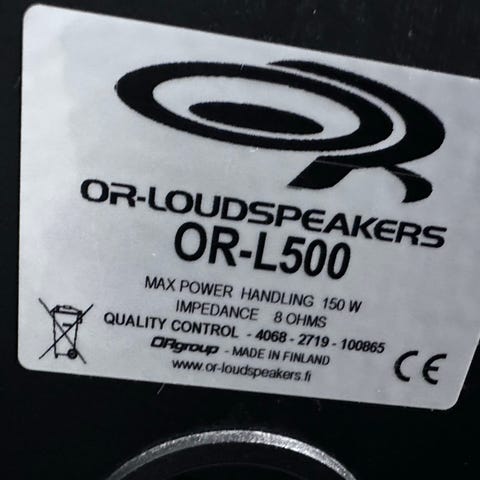 OR
OR-LOUDSPEAKERS
OR-L500
MAX POWER HANDLING 150 W
IMPEDANCE 8 OHMS
QUALITY CONTROL - 4068 - 2719 - 100865
ORgroup - MADE IN FINLAND
www.or-loudspeakers.fi
CE